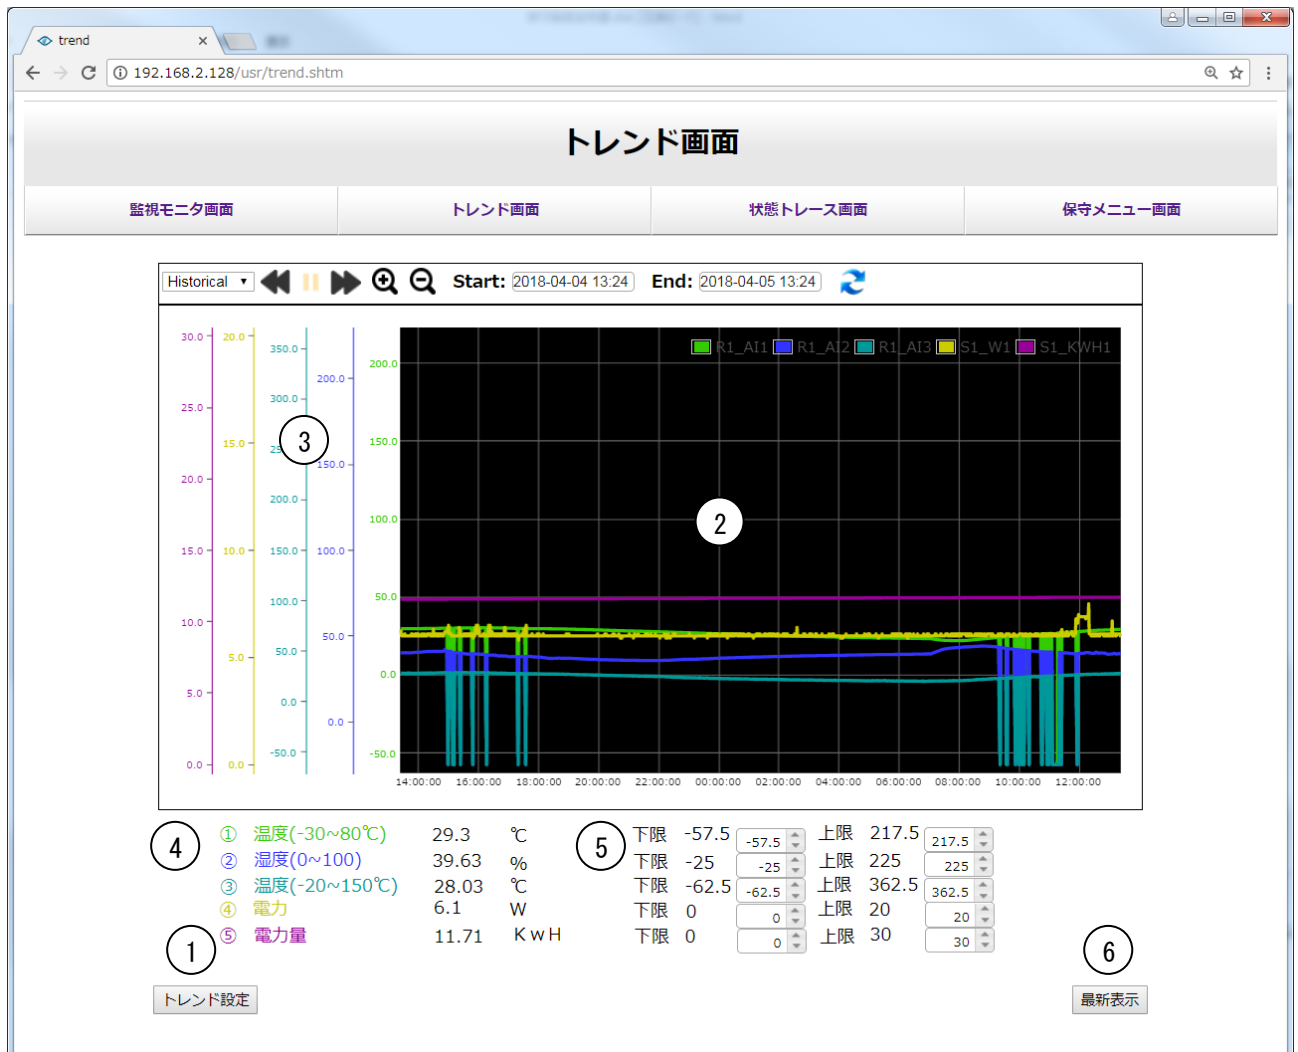 trend
192.168.2.128/usr/trend.shtm
トレンド画面
監視モニタ画面 トレンド画面 状態トレース画面 保守メニュー画面
Historical Start: 2018-04-04 13:24 End: 2018-04-05 13:24
R1_AI1 R1_AI2 R1_AI3 S1_W1 S1_KWH1
30.0 20.0 350.0 200.0
200.0
300.0
25.0 15.0 3 150.0
150.0
20.0 200.0 100.0 2
15.0 10.0 150.0 100.0
100.0 50.0
10.0 50.0
5.0 50.0 0.0
5.0 0.0 0.0
0.0 0.0 -50.0 -50.0
14:00:00 16:00:00 18:00:00 20:00:00 22:00:00 00:00:00 02:00:00 04:00:00 06:00:00 08:00:00 10:00:00 12:00:00
4 5
① 温度(-30~80℃) 29.3 ℃ 下限 -57.5 -57.5 上限 217.5 217.5
② 湿度(0~100) 39.63 % 下限 -25 -25 上限 225 225
③ 温度(-20~150℃) 28.03 ℃ 下限 -62.5 -62.5 上限 362.5 362.5
④ 電力 6.1 W 下限 0 0 上限 20 20
⑤ 電力量 11.71 KwH 下限 0 0 上限 30 30
1 6
トレンド設定 最新表示